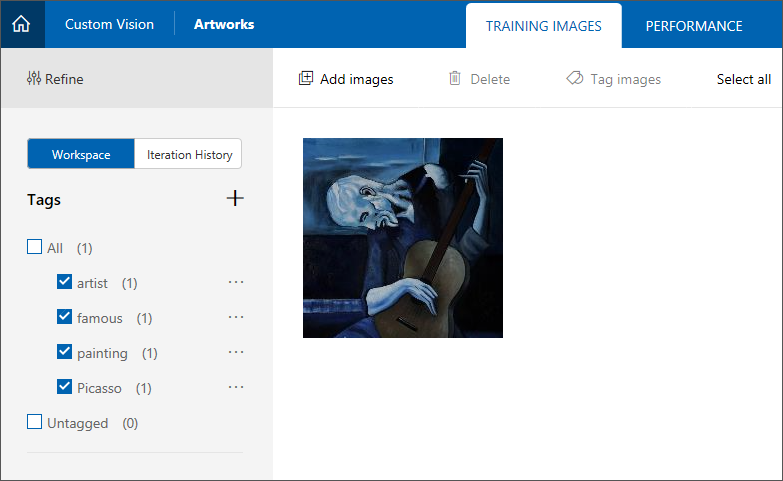 Custom Vision Artworks TRAINING IMAGES PERFORMANCE
Refine Add images Delete Tag images Select all
Workspace Iteration History
Tags
All (1)
artist (1)
famous (1)
painting (1)
Picasso (1)
Untagged (0)